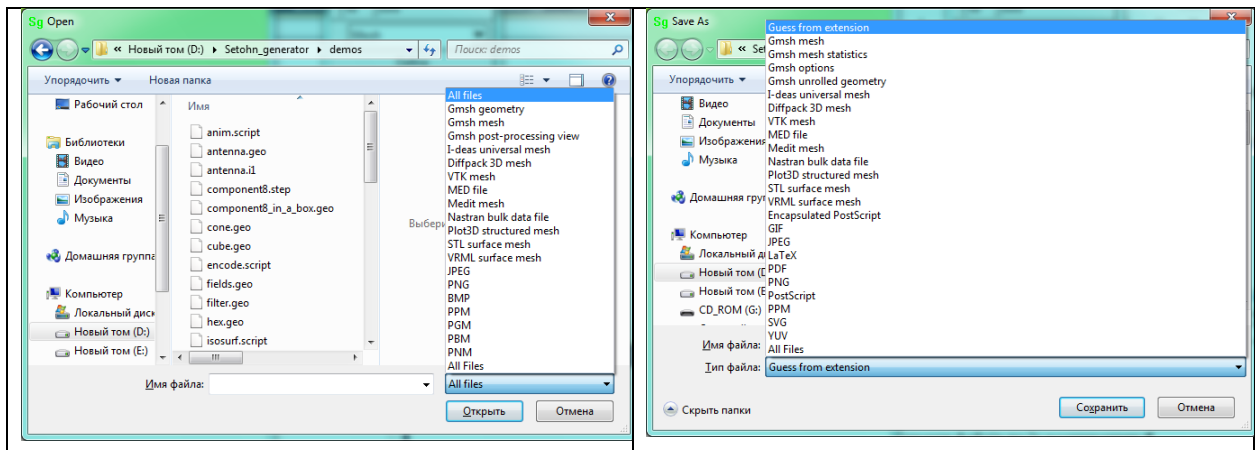 Sg Open
« Новый том (D:) ▸ Setohn_generator ▸ demos
Поиск: demos
Упорядочить ▾ Новая папка
Рабочий стол
Библиотеки
Видео
Документы
Изображения
Музыка
Домашняя группа
Компьютер
Локальный диск
Новый том (D:)
Новый том (E:)
Имя
anim.script
antenna.geo
antenna.i1
component8.step
component8_in_a_box.geo
cone.geo
cube.geo
encode.script
fields.geo
filter.geo
hex.geo
isosurf.script
Выбери
All files
Gmsh geometry
Gmsh mesh
Gmsh post-processing view
I-deas universal mesh
Diffpack 3D mesh
VTK mesh
MED file
Medit mesh
Nastran bulk data file
Plot3D structured mesh
STL surface mesh
VRML surface mesh
JPEG
PNG
BMP
PPM
PGM
PBM
PNM
All Files
Имя файла:
All files
Открыть Отмена
Sg Save As
« Set
Упорядочить ▾
Видео
Документы
Изображения
Музыка
Домашняя груп
Компьютер
Локальный д
Новый том (D
Новый том (E
CD_ROM (G:)
Guess from extension
Gmsh mesh
Gmsh mesh statistics
Gmsh options
Gmsh unrolled geometry
I-deas universal mesh
Diffpack 3D mesh
VTK mesh
MED file
Medit mesh
Nastran bulk data file
Plot3D structured mesh
STL surface mesh
VRML surface mesh
Encapsulated PostScript
GIF
JPEG
LaTeX
PDF
PNG
PostScript
PPM
SVG
YUV
All Files
Имя файла:
Тип файла: Guess from extension
Скрыть папки
Сохранить Отмена